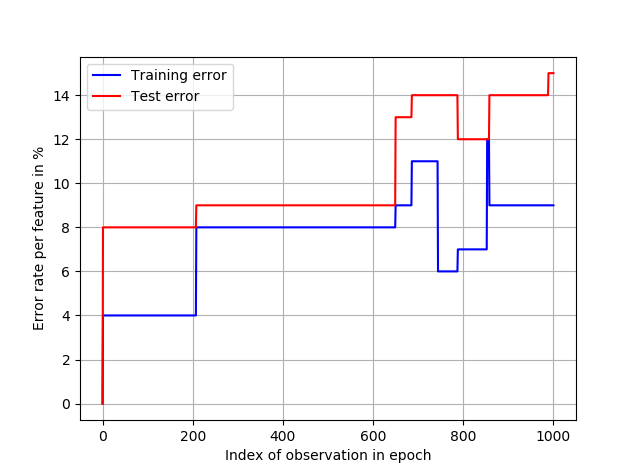 Training error
Test error
Error rate per feature in %
14
12
10
8
6
4
2
0
0 200 400 600 800 1000
Index of observation in epoch